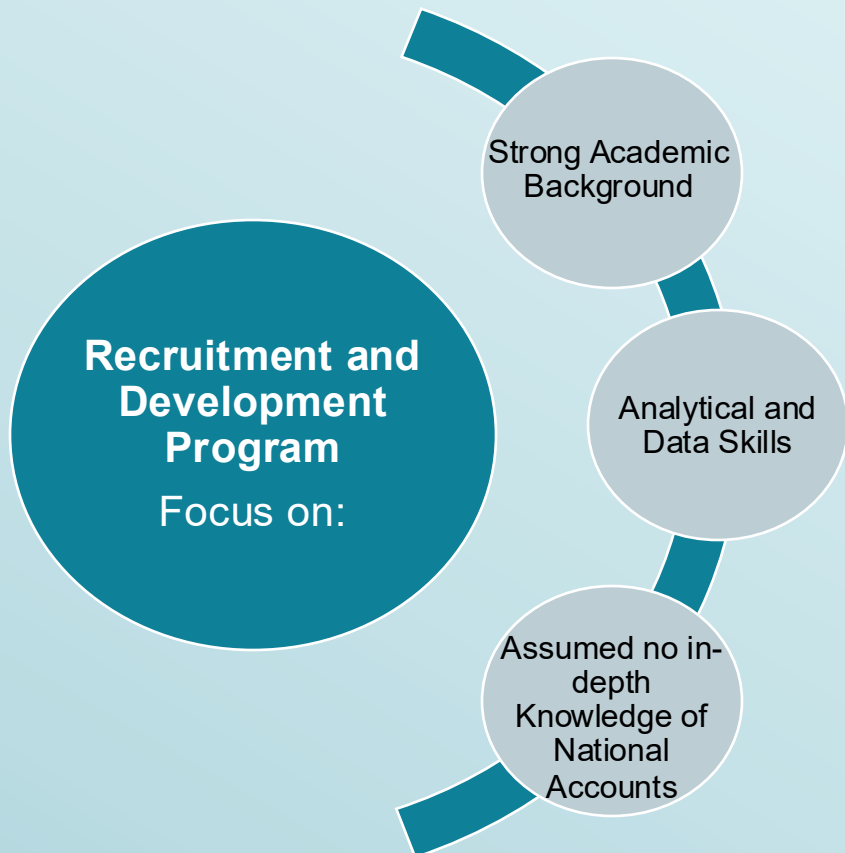 Recruitment and
Development
Program
Focus on:
Strong Academic
Background
Analytical and
Data Skills
Assumed no in-
depth
Knowledge of
National
Accounts